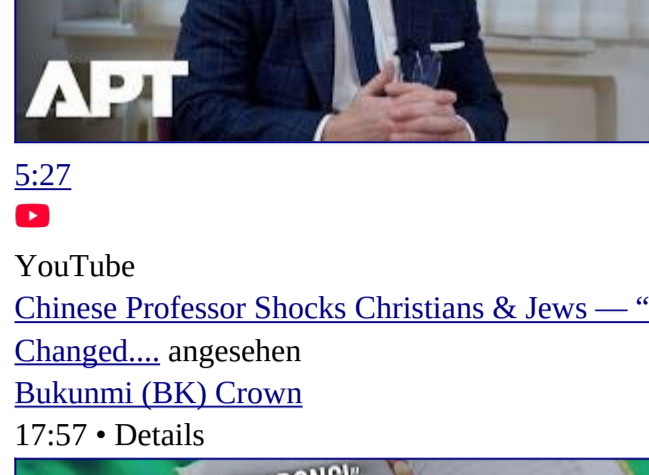 APT
5:27
YouTube
Chinese Professor Shocks Christians & Jews — “
Changed.... angesehen
Bukunmi (BK) Crown
17:57 • Details